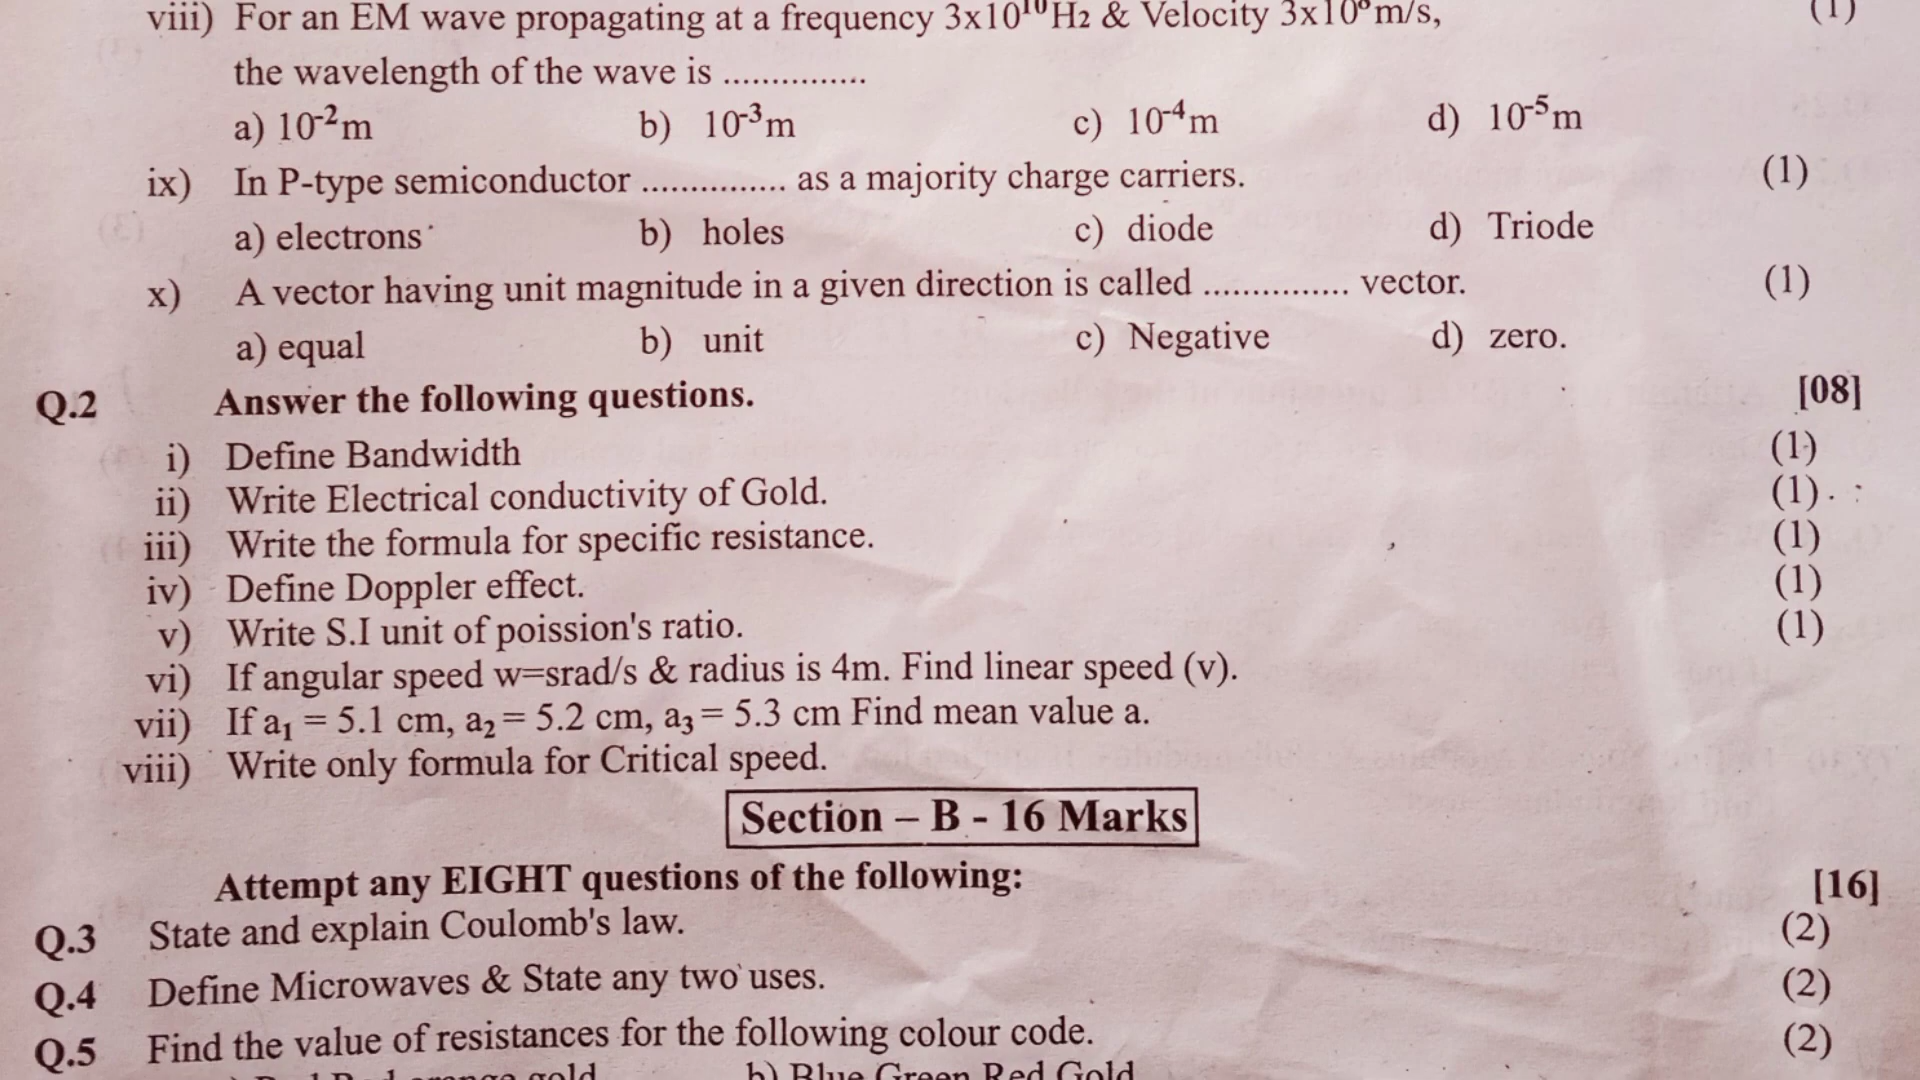 viii) For an EM wave propagating at a frequency 3x10¹⁰H₂ & Velocity 3x10⁸m/s, (1)
the wavelength of the wave is ...............
a) 10⁻²m b) 10⁻³m c) 10⁻⁴m d) 10⁻⁵m
ix) In P-type semiconductor ............... as a majority charge carriers. (1)
a) electrons b) holes c) diode d) Triode
x) A vector having unit magnitude in a given direction is called ............... vector. (1)
a) equal b) unit c) Negative d) zero.
Q.2 Answer the following questions. [08]
i) Define Bandwidth (1)
ii) Write Electrical conductivity of Gold. (1)
iii) Write the formula for specific resistance. (1)
iv) Define Doppler effect. (1)
v) Write S.I unit of poission's ratio. (1)
vi) If angular speed w=srad/s & radius is 4m. Find linear speed (v).
vii) If a₁ = 5.1 cm, a₂ = 5.2 cm, a₃ = 5.3 cm Find mean value a.
viii) Write only formula for Critical speed.
Section – B - 16 Marks
Attempt any EIGHT questions of the following: [16]
Q.3 State and explain Coulomb's law. (2)
Q.4 Define Microwaves & State any two uses. (2)
Q.5 Find the value of resistances for the following colour code. (2)
gold b) Blue Green Red Gold